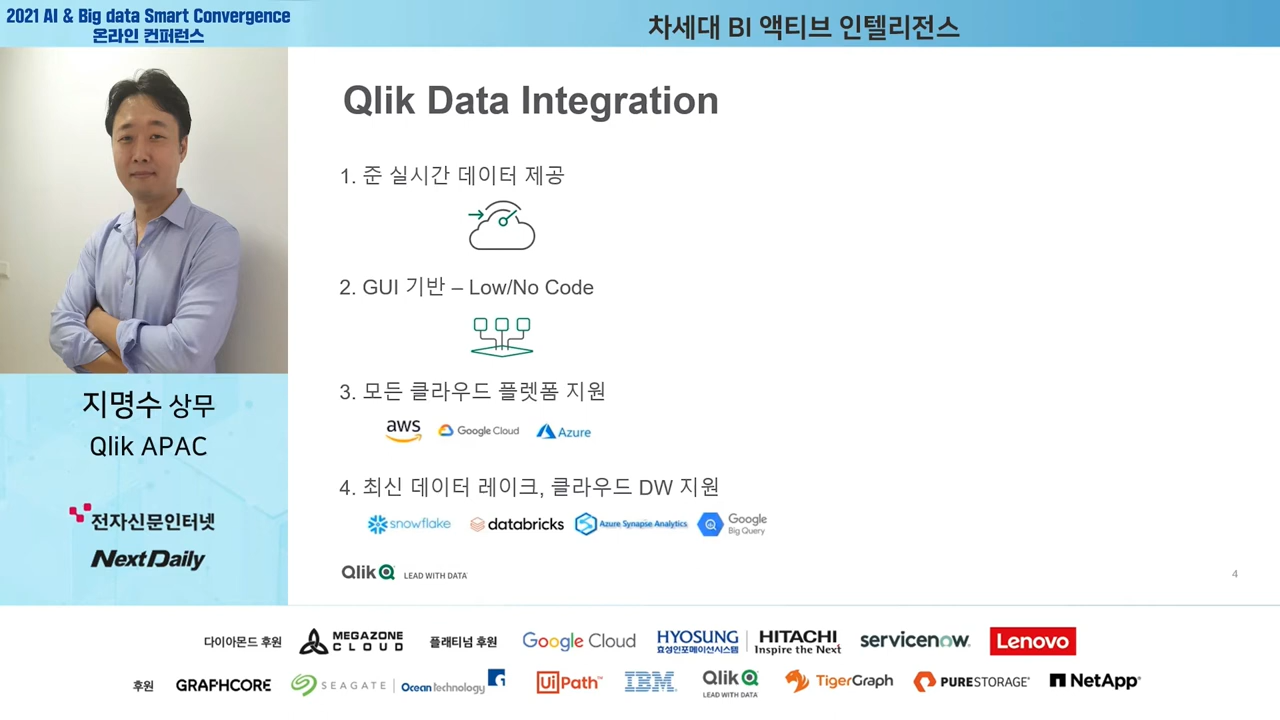 2021 AI & Big data Smart Convergence
온라인 컨퍼런스
차세대 BI 액티브 인텔리전스
Qlik Data Integration
1. 준 실시간 데이터 제공
2. GUI 기반 – Low/No Code
3. 모든 클라우드 플렛폼 지원
aws Google Cloud Azure
4. 최신 데이터 레이크, 클라우드 DW 지원
snowflake databricks Azure Synapse Analytics Google Big Query
Qlik LEAD WITH DATA
4
지명수 상무
Qlik APAC
전자신문인터넷
NextDaily
다이아몬드 후원 MEGAZONE CLOUD 플래티넘 후원 Google Cloud HYOSUNG 효성인포메이션시스템 HITACHI Inspire the Next servicenow. Lenovo
후원 GRAPHCORE SEAGATE Ocean Technology UiPath IBM Qlik LEAD WITH DATA TigerGraph PURESTORAGE NetApp